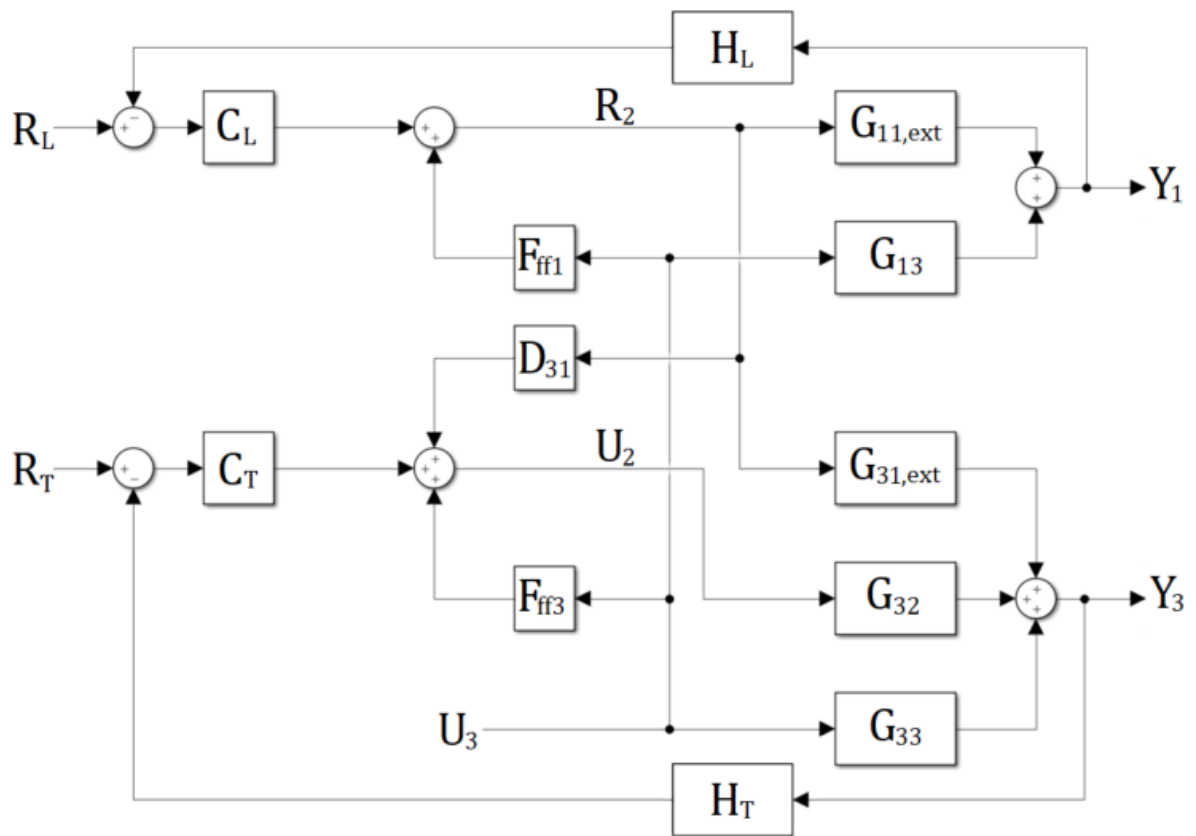 H_L
R_L
C_L
R_2
G_11,ext
Y_1
F_ff1
G_13
D_31
R_T
C_T
U_2
G_31,ext
F_ff3
G_32
Y_3
U_3
G_33
H_T